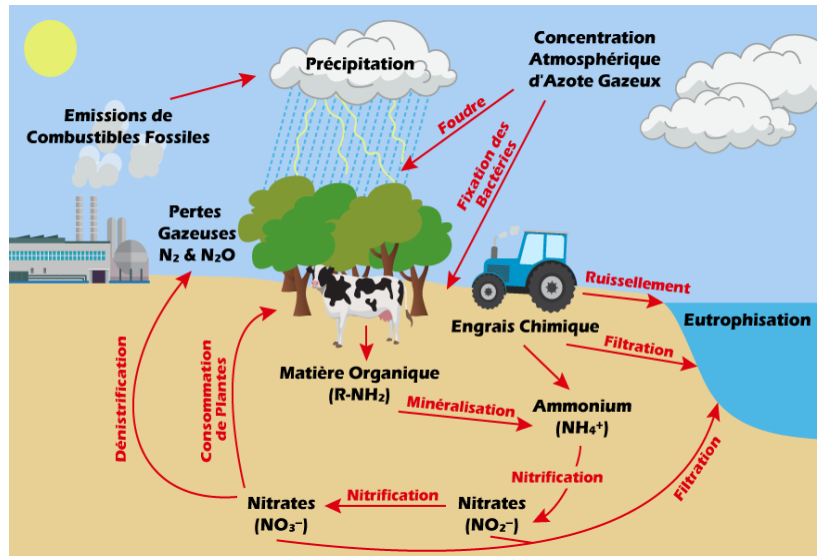 Précipitation
Concentration
Atmosphérique
d'Azote Gazeux
Emissions de
Combustibles Fossiles
Foudre
Fixation des
Bactéries
Pertes
Gazeuses
N₂ & N₂O
Ruissellement
Engrais Chimique
Eutrophisation
Filtration
Dénistrification
Consommation
de Plantes
Matière Organique
(R-NH₂)
Minéralisation
Ammonium
(NH₄⁺)
Nitrification
Filtration
Nitrates
(NO₃⁻)
Nitrification
Nitrates
(NO₂⁻)